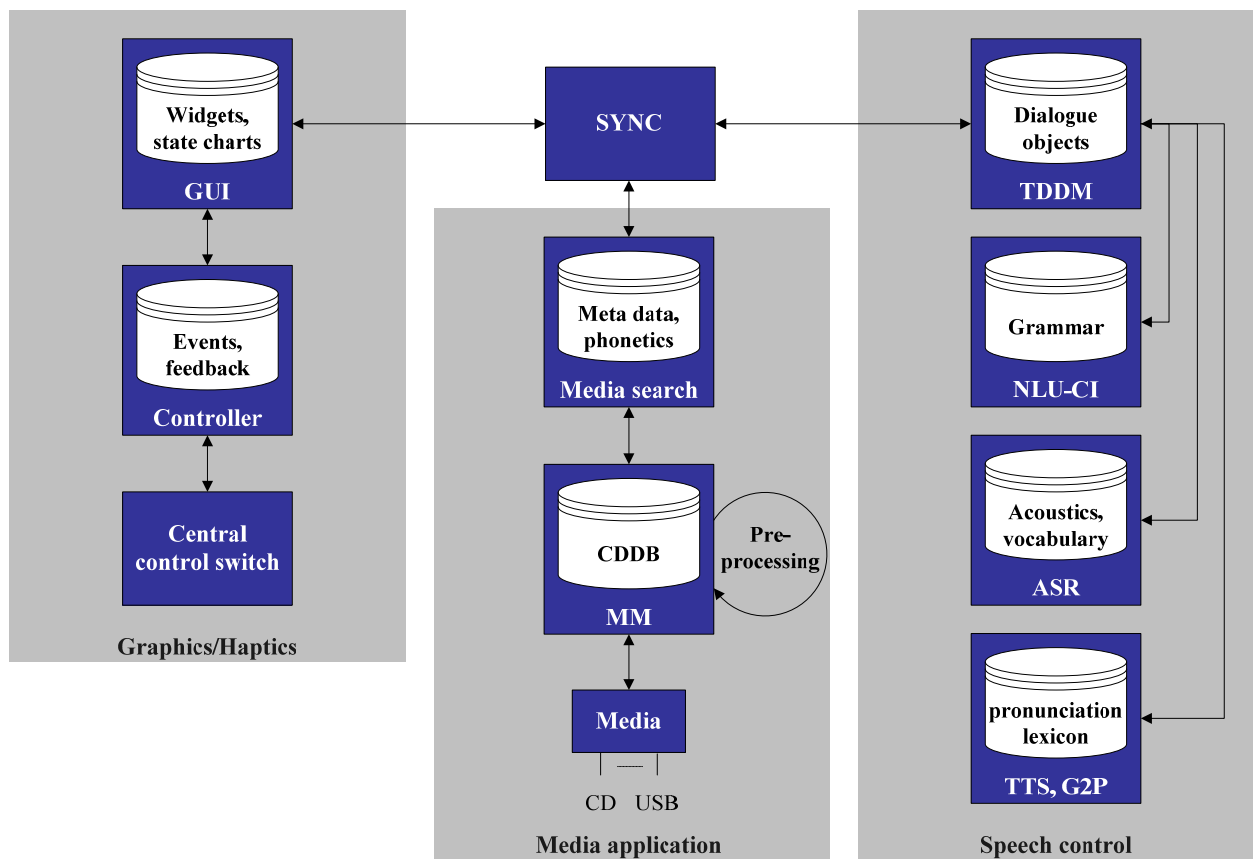 Widgets,
state charts
GUI
Events,
feedback
Controller
Central
control switch
Graphics/Haptics
SYNC
Meta data,
phonetics
Media search
CDDB
MM
Pre-
processing
Media
CD
USB
Media application
Dialogue
objects
TDDM
Grammar
NLU-CI
Acoustics,
vocabulary
ASR
pronunciation
lexicon
TTS, G2P
Speech control